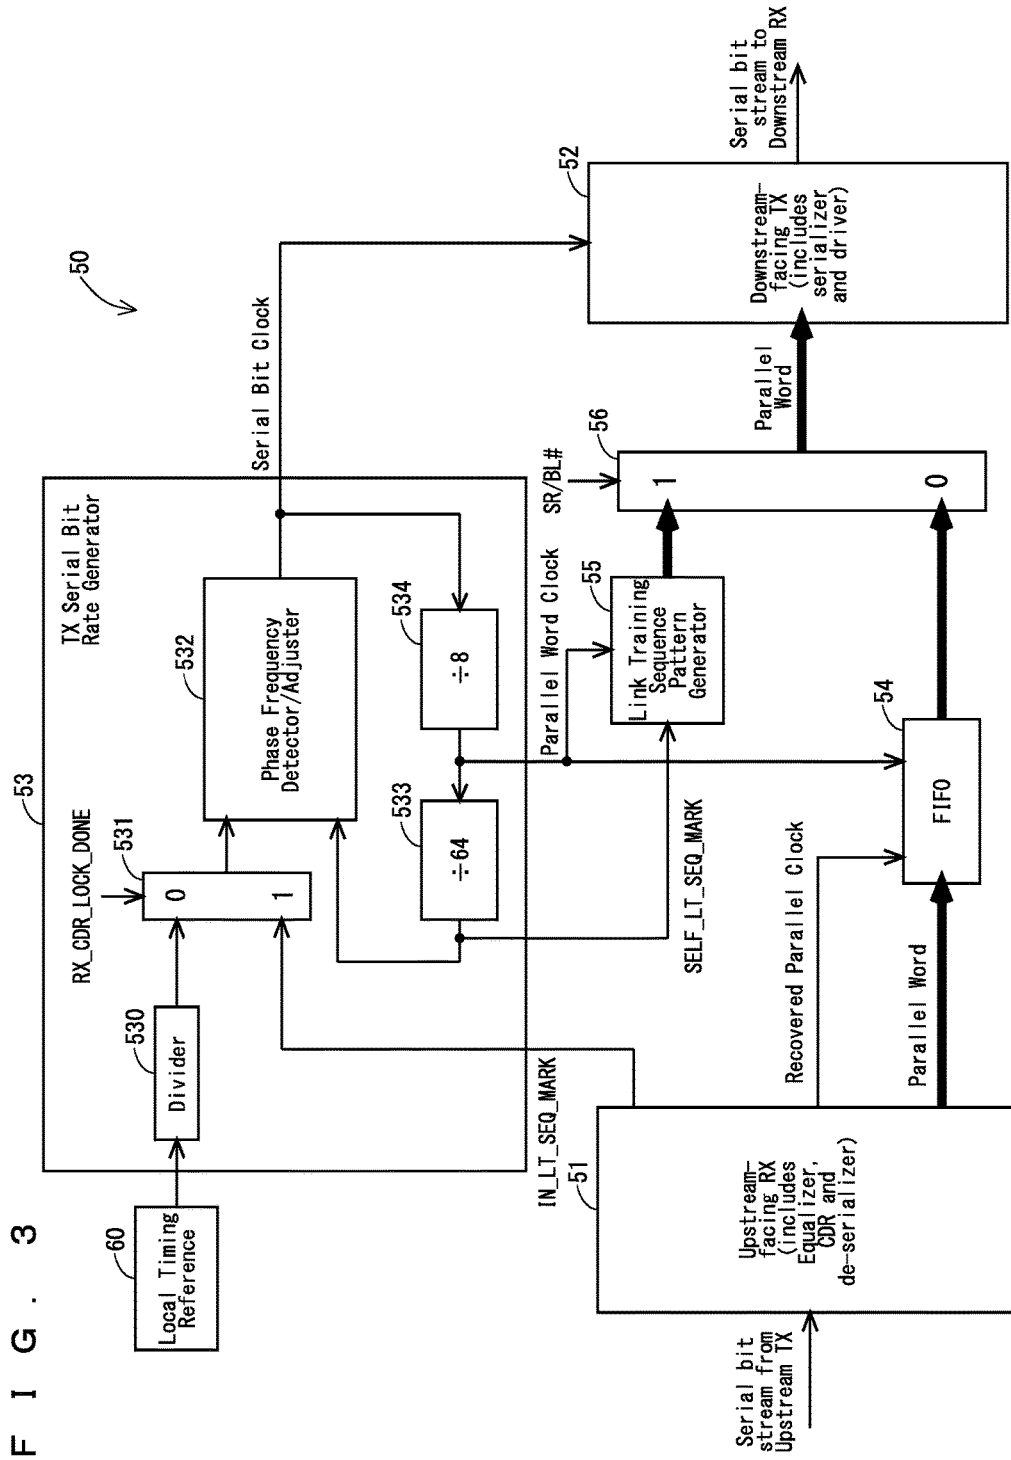 FIG. 3
50
53
TX Serial Bit
Rate Generator
60
Local Timing
Reference
530
Divider
RX_CDR_LOCK_DONE
531
0
1
532
Phase Frequency
Detector/Adjuster
533
÷64
534
÷8
Serial Bit Clock
IN_LT_SEQ_MARK
SELF_LT_SEQ_MARK
Parallel Word Clock
55
Link Training
Sequence
Pattern
Generator
SR/BL#
56
1
0
Parallel
Word
52
Downstream-
facing TX
(includes
serializer
and driver)
Serial bit
stream to
Downstream RX
Serial bit
stream from
Upstream TX
51
Upstream-
facing RX
(includes
Equalizer,
CDR and
de-serializer)
Recovered Parallel Clock
Parallel Word
54
FIFO